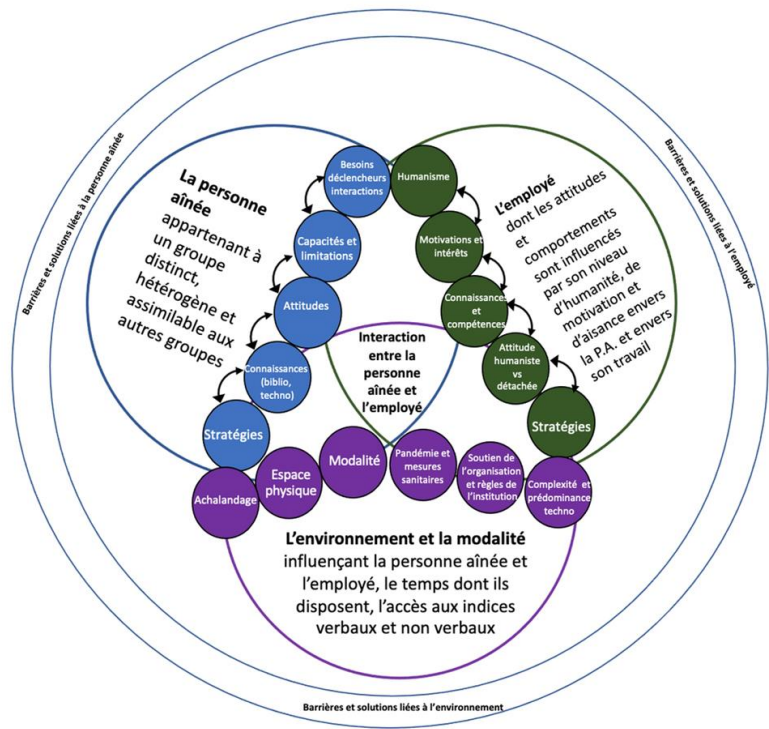 Barrières et solutions liées à la personne aînée
Barrières et solutions liées à l'employé
La personne
aînée
appartenant à
un groupe
distinct,
hétérogène et
assimilable aux
autres groupes
Besoins
déclencheurs
interactions
Capacités et
limitations
Attitudes
Connaissances
(biblio,
techno)
Stratégies
Humanisme
Motivations et
intérêts
Connaissances
et
compétences
Attitude
humaniste
vs
détachée
Stratégies
L'employé
dont les attitudes
et
comportements
sont influencés
par son niveau
d'humanité, de
motivation et
d'aisance envers
la P.A. et envers
son travail
Interaction
entre la
personne
aînée et
l'employé
Achalandage
Espace
physique
Modalité
Pandémie et
mesures
sanitaires
Soutien de
l'organisation
et règles de
l'institution
Complexité et
prédominance
techno
L'environnement et la modalité
influençant la personne aînée et
l'employé, le temps dont ils
disposent, l'accès aux indices
verbaux et non verbaux
Barrières et solutions liées à l'environnement